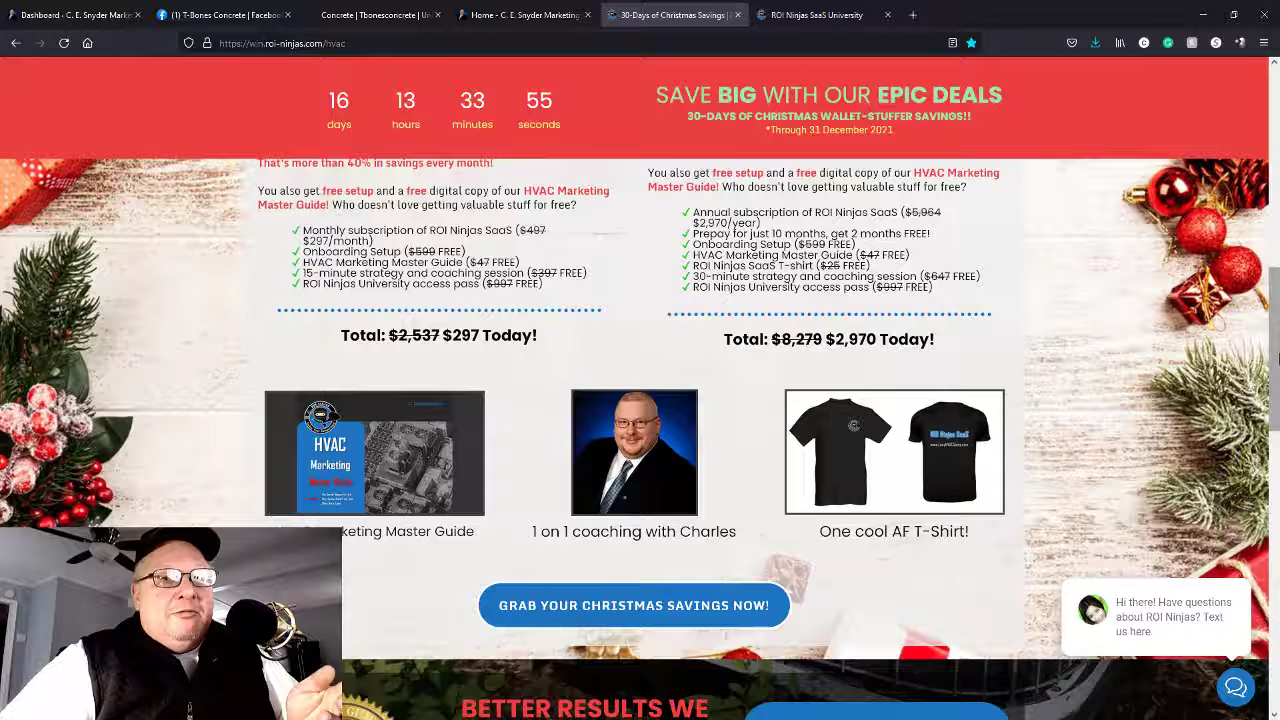 Dashboard - C. E. Snyder Marketing
T-Bones Concrete | Facebook
Concrete | Tbonesconcrete | Uni
Home – C. E. Snyder Marketing
30-Days of Christmas Savings |
ROI Ninjas SaaS University
https://win.roi-ninjas.com/hvac
16 13 33 55
days hours minutes seconds
SAVE BIG WITH OUR EPIC DEALS
30-DAYS OF CHRISTMAS WALLET-STUFFER SAVINGS!!
*Through 31 December 2021
That's more than 40% in savings every month!
You also get free setup and a free digital copy of our HVAC Marketing
Master Guide! Who doesn't love getting valuable stuff for free?
✓ Monthly subscription of ROI Ninjas SaaS ($497
$297/month)
✓ Onboarding Setup ($599 FREE)
✓ HVAC Marketing Master Guide ($47 FREE)
✓ 15-minute strategy and coaching session ($397 FREE)
✓ ROI Ninjas University access pass ($997 FREE)
Total: $2,537 $297 Today!
You also get free setup and a free digital copy of our HVAC Marketing
Master Guide! Who doesn't love getting valuable stuff for free?
✓ Annual subscription of ROI Ninjas SaaS ($5,964
$2,970/year)
✓ Prepay for just 10 months, get 2 months FREE!
✓ Onboarding Setup ($599 FREE)
✓ HVAC Marketing Master Guide ($47 FREE)
✓ ROI Ninjas SaaS T-shirt ($25 FREE)
✓ 30-minute strategy and coaching session ($647 FREE)
✓ ROI Ninjas University access pass ($997 FREE)
Total: $8,279 $2,970 Today!
HVAC
Marketing
ROI Ninjas SaaS
keting Master Guide
1 on 1 coaching with Charles
One cool AF T-Shirt!
GRAB YOUR CHRISTMAS SAVINGS NOW!
Hi there! Have questions
about ROI Ninjas? Text
us here.
BETTER RESULTS WE